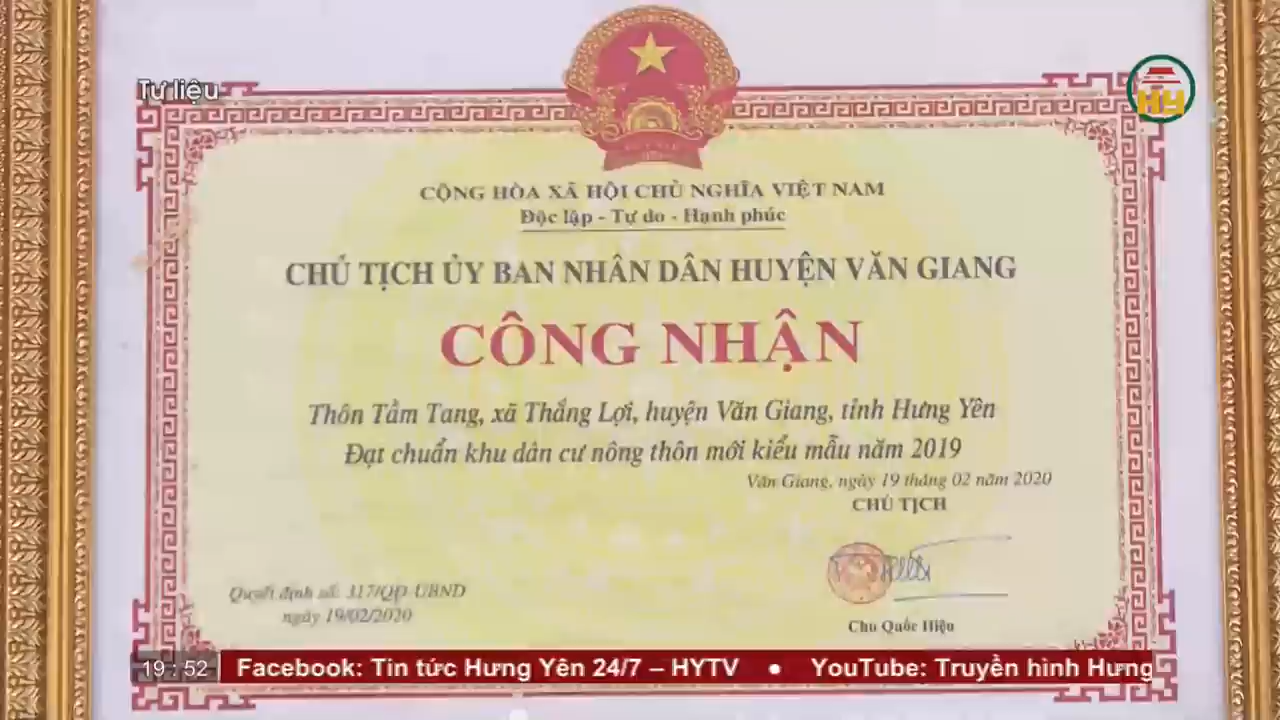 Tư liệu
HY
CỘNG HÒA XÃ HỘI CHỦ NGHĨA VIỆT NAM
Độc lập - Tự do - Hạnh phúc
CHỦ TỊCH ỦY BAN NHÂN DÂN HUYỆN VĂN GIANG
CÔNG NHẬN
Thôn Tầm Tang, xã Thắng Lợi, huyện Văn Giang, tỉnh Hưng Yên
Đạt chuẩn khu dân cư nông thôn mới kiểu mẫu năm 2019
Văn Giang, ngày 19 tháng 02 năm 2020
CHỦ TỊCH
Quyết định số: 317/QĐ-UBND
ngày 19/02/2020
Chu Quốc Hiệu
19 : 52
Facebook: Tin tức Hưng Yên 24/7 – HYTV • YouTube: Truyền hình Hưng